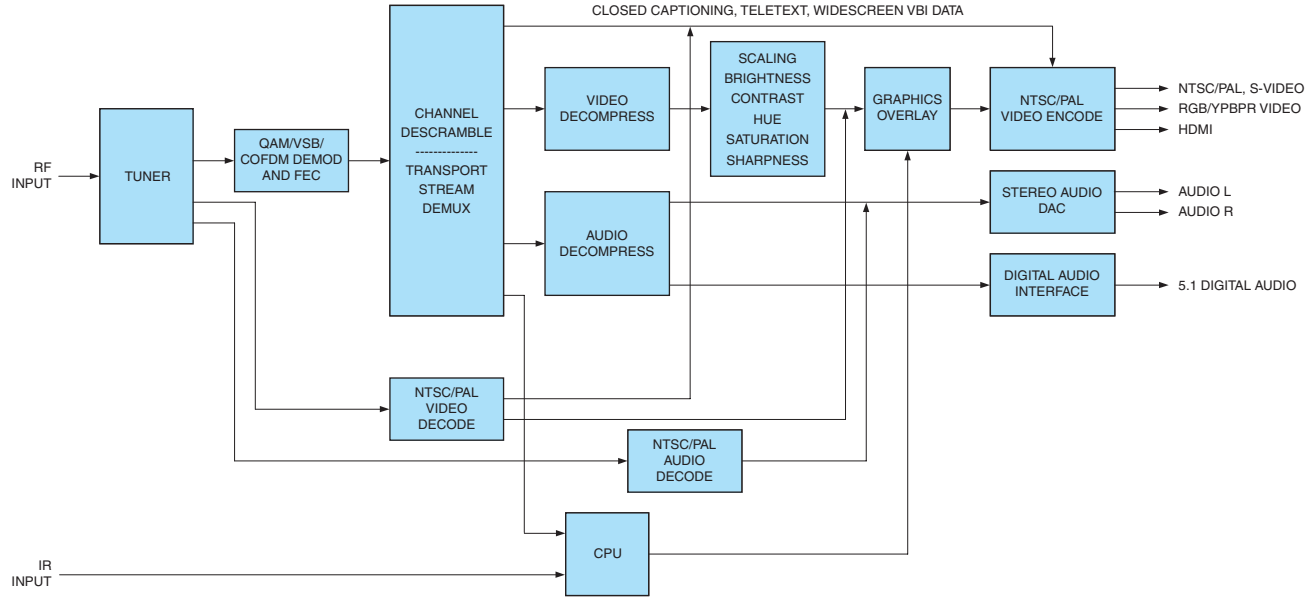 CLOSED CAPTIONING, TELETEXT, WIDESCREEN VBI DATA
RF
INPUT
TUNER
QAM/VSB/
COFDM DEMOD
AND FEC
CHANNEL
DESCRAMBLE
--------------
TRANSPORT
STREAM
DEMUX
VIDEO
DECOMPRESS
SCALING
BRIGHTNESS
CONTRAST
HUE
SATURATION
SHARPNESS
GRAPHICS
OVERLAY
NTSC/PAL
VIDEO ENCODE
NTSC/PAL, S-VIDEO
RGB/YPBPR VIDEO
HDMI
AUDIO
DECOMPRESS
STEREO AUDIO
DAC
AUDIO L
AUDIO R
DIGITAL AUDIO
INTERFACE
5.1 DIGITAL AUDIO
NTSC/PAL
VIDEO
DECODE
NTSC/PAL
AUDIO
DECODE
CPU
IR
INPUT